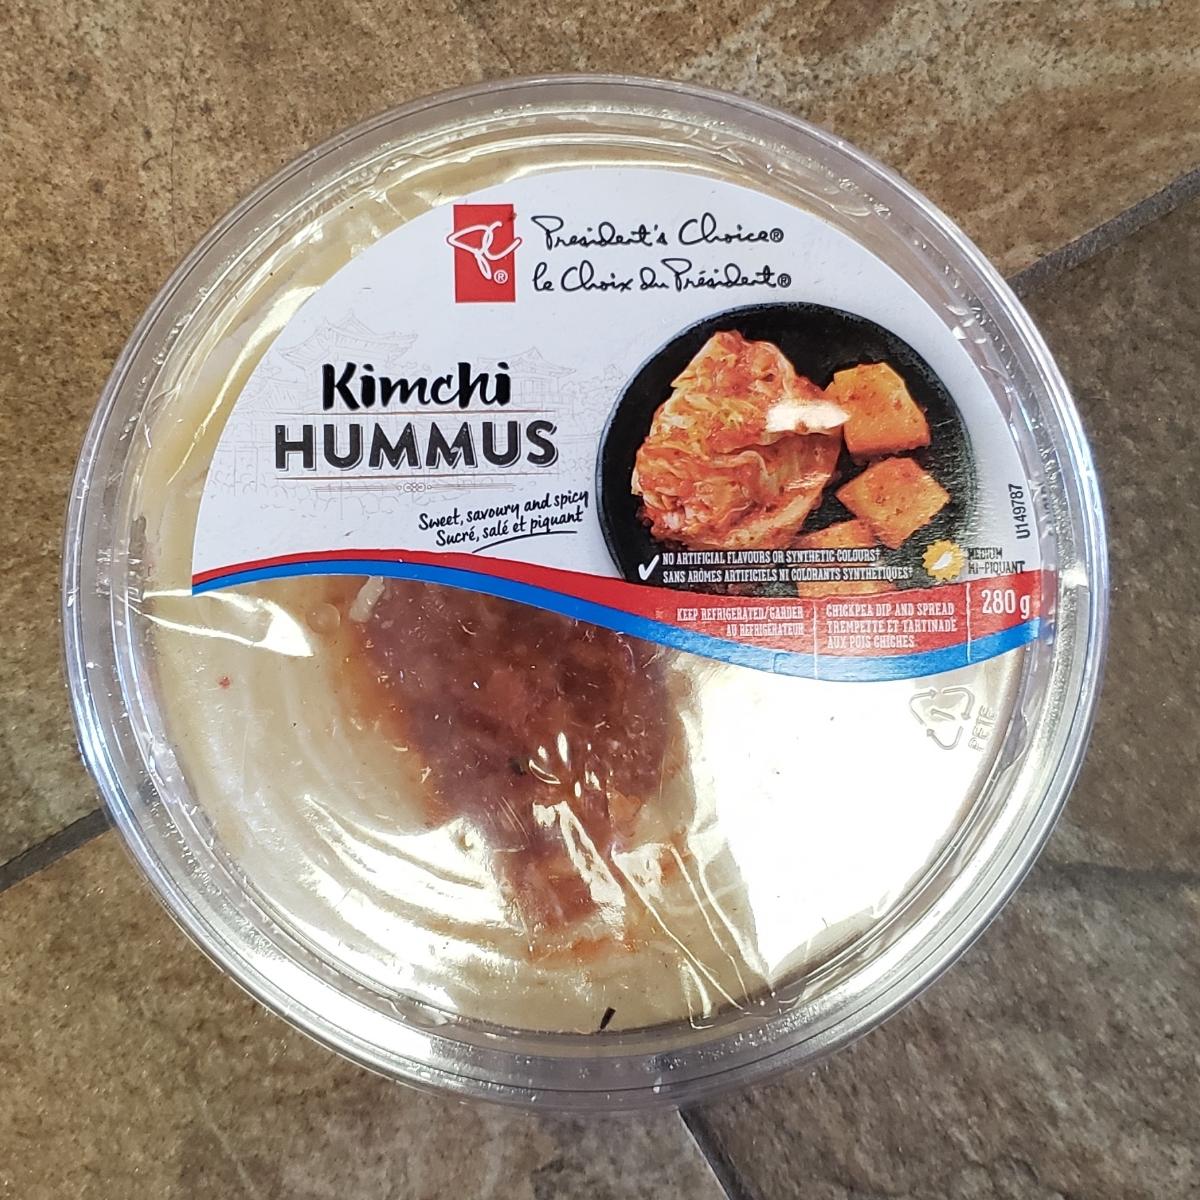 PC®
President's Choice®
le Choix du Président®
Kimchi
HUMMUS
Sweet, savoury and spicy
Sucré, salé et piquant
NO ARTIFICIAL FLAVOURS OR SYNTHETIC COLOURS†
SANS ARÔMES ARTIFICIELS NI COLORANTS SYNTHÉTIQUES†
MEDIUM
MI-PIQUANT
U149787
KEEP REFRIGERATED/GARDER
AU RÉFRIGÉRATEUR
CHICKPEA DIP AND SPREAD
TREMPETTE ET TARTINADE
AUX POIS CHICHES
280 g
1
PETE